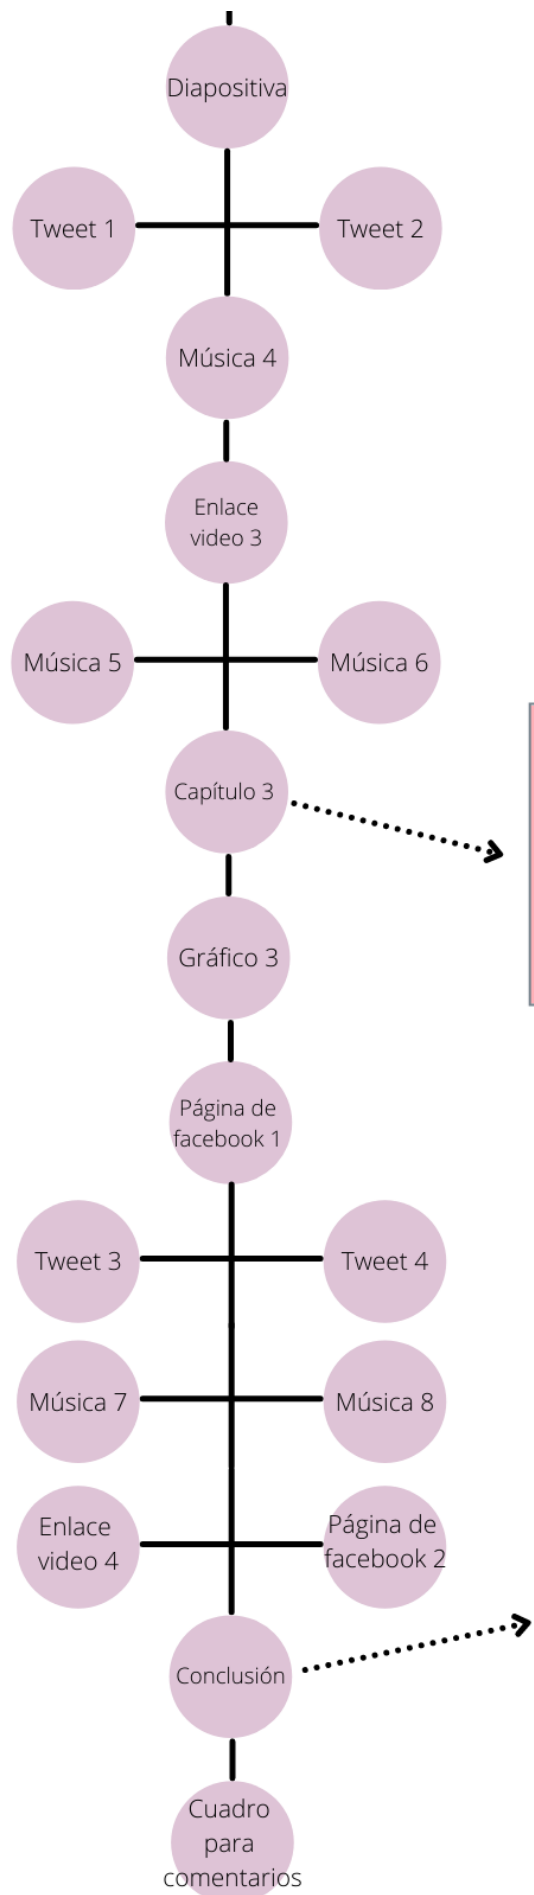 Diapositiva
Tweet 1
Tweet 2
Música 4
Enlace
video 3
Música 5
Música 6
Capítulo 3
Gráfico 3
Página de
facebook 1
Tweet 3
Tweet 4
Música 7
Música 8
Enlace
video 4
Página de
facebook 2
Conclusión
Cuadro
para
comentarios